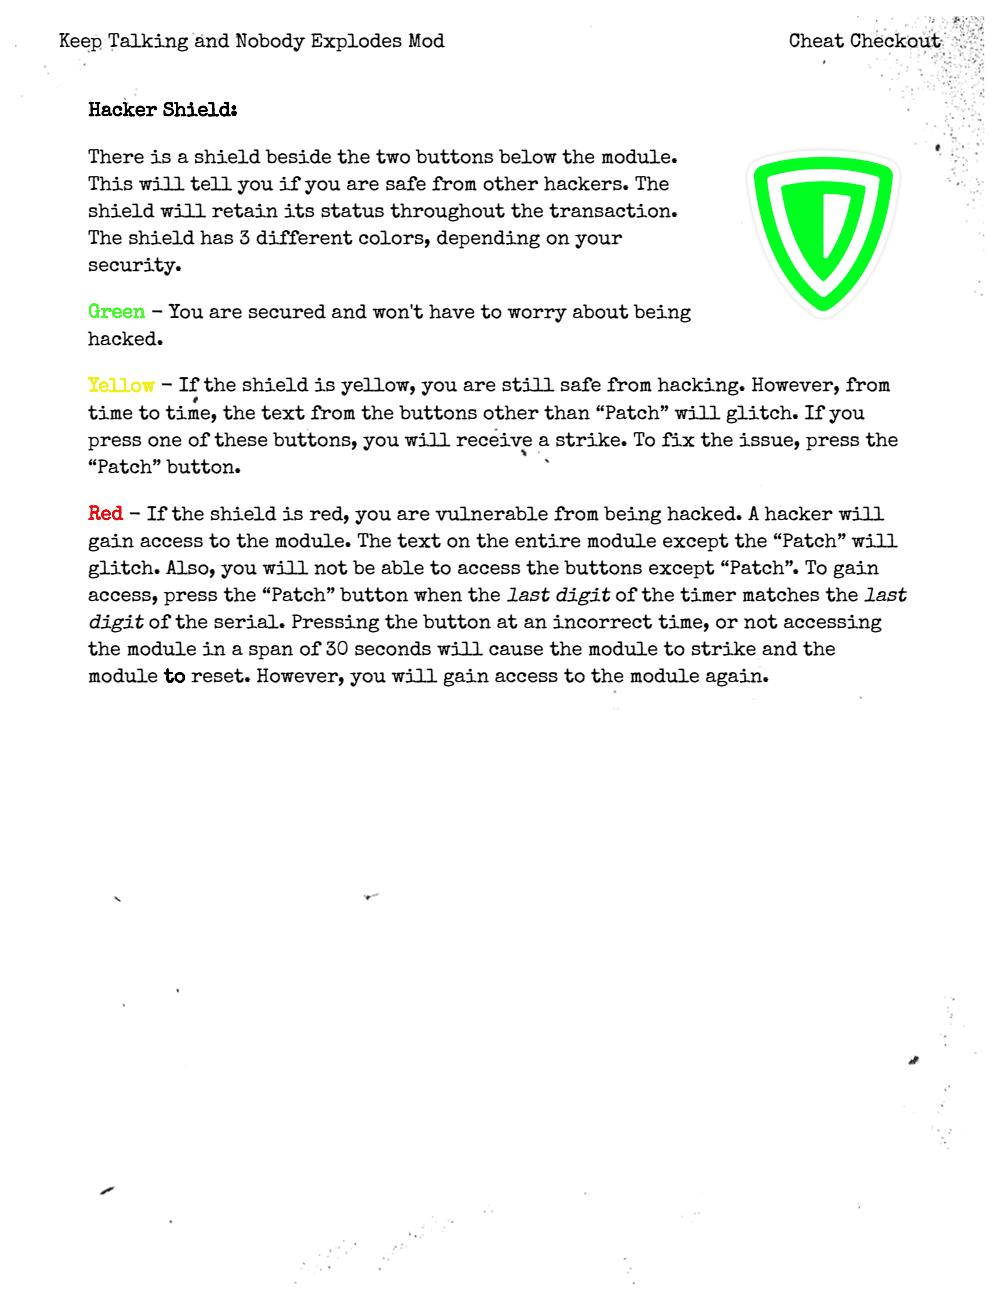 Keep Talking and Nobody Explodes Mod
Cheat Checkout
Hacker Shield:
There is a shield beside the two buttons below the module.
This will tell you if you are safe from other hackers. The
shield will retain its status throughout the transaction.
The shield has 3 different colors, depending on your
security.
Green – You are secured and won't have to worry about being
hacked.
Yellow – If the shield is yellow, you are still safe from hacking. However, from
time to time, the text from the buttons other than “Patch” will glitch. If you
press one of these buttons, you will receive a strike. To fix the issue, press the
“Patch” button.
Red – If the shield is red, you are vulnerable from being hacked. A hacker will
gain access to the module. The text on the entire module except the “Patch” will
glitch. Also, you will not be able to access the buttons except “Patch”. To gain
access, press the “Patch” button when the last digit of the timer matches the last
digit of the serial. Pressing the button at an incorrect time, or not accessing
the module in a span of 30 seconds will cause the module to strike and the
module to reset. However, you will gain access to the module again.